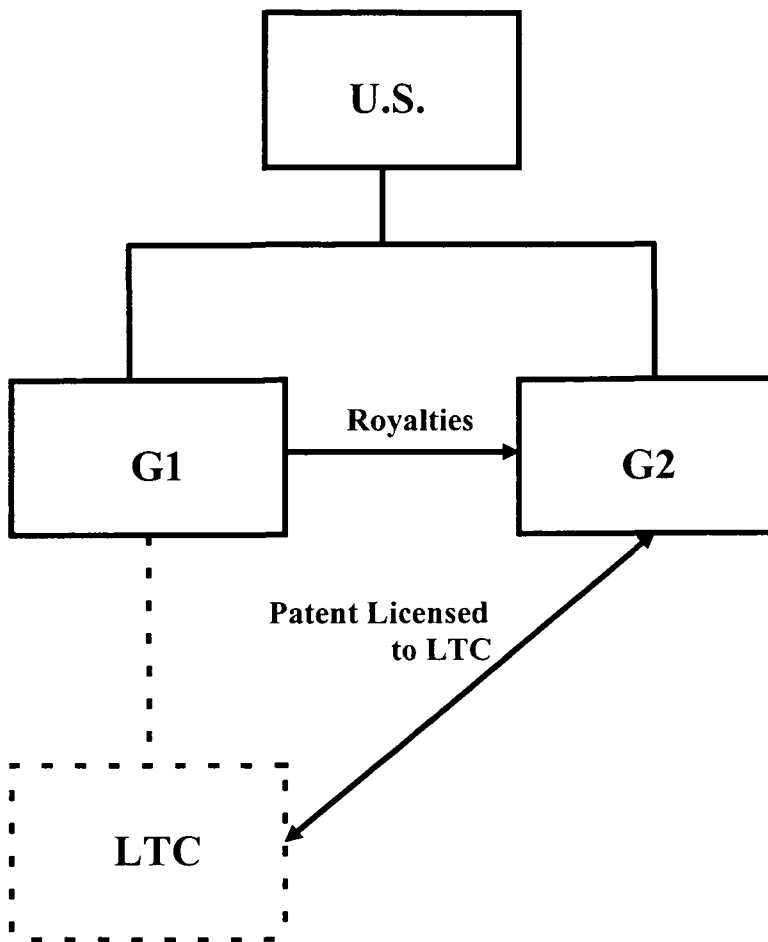 U.S.
Royalties
G1
G2
Patent Licensed
to LTC
LTC